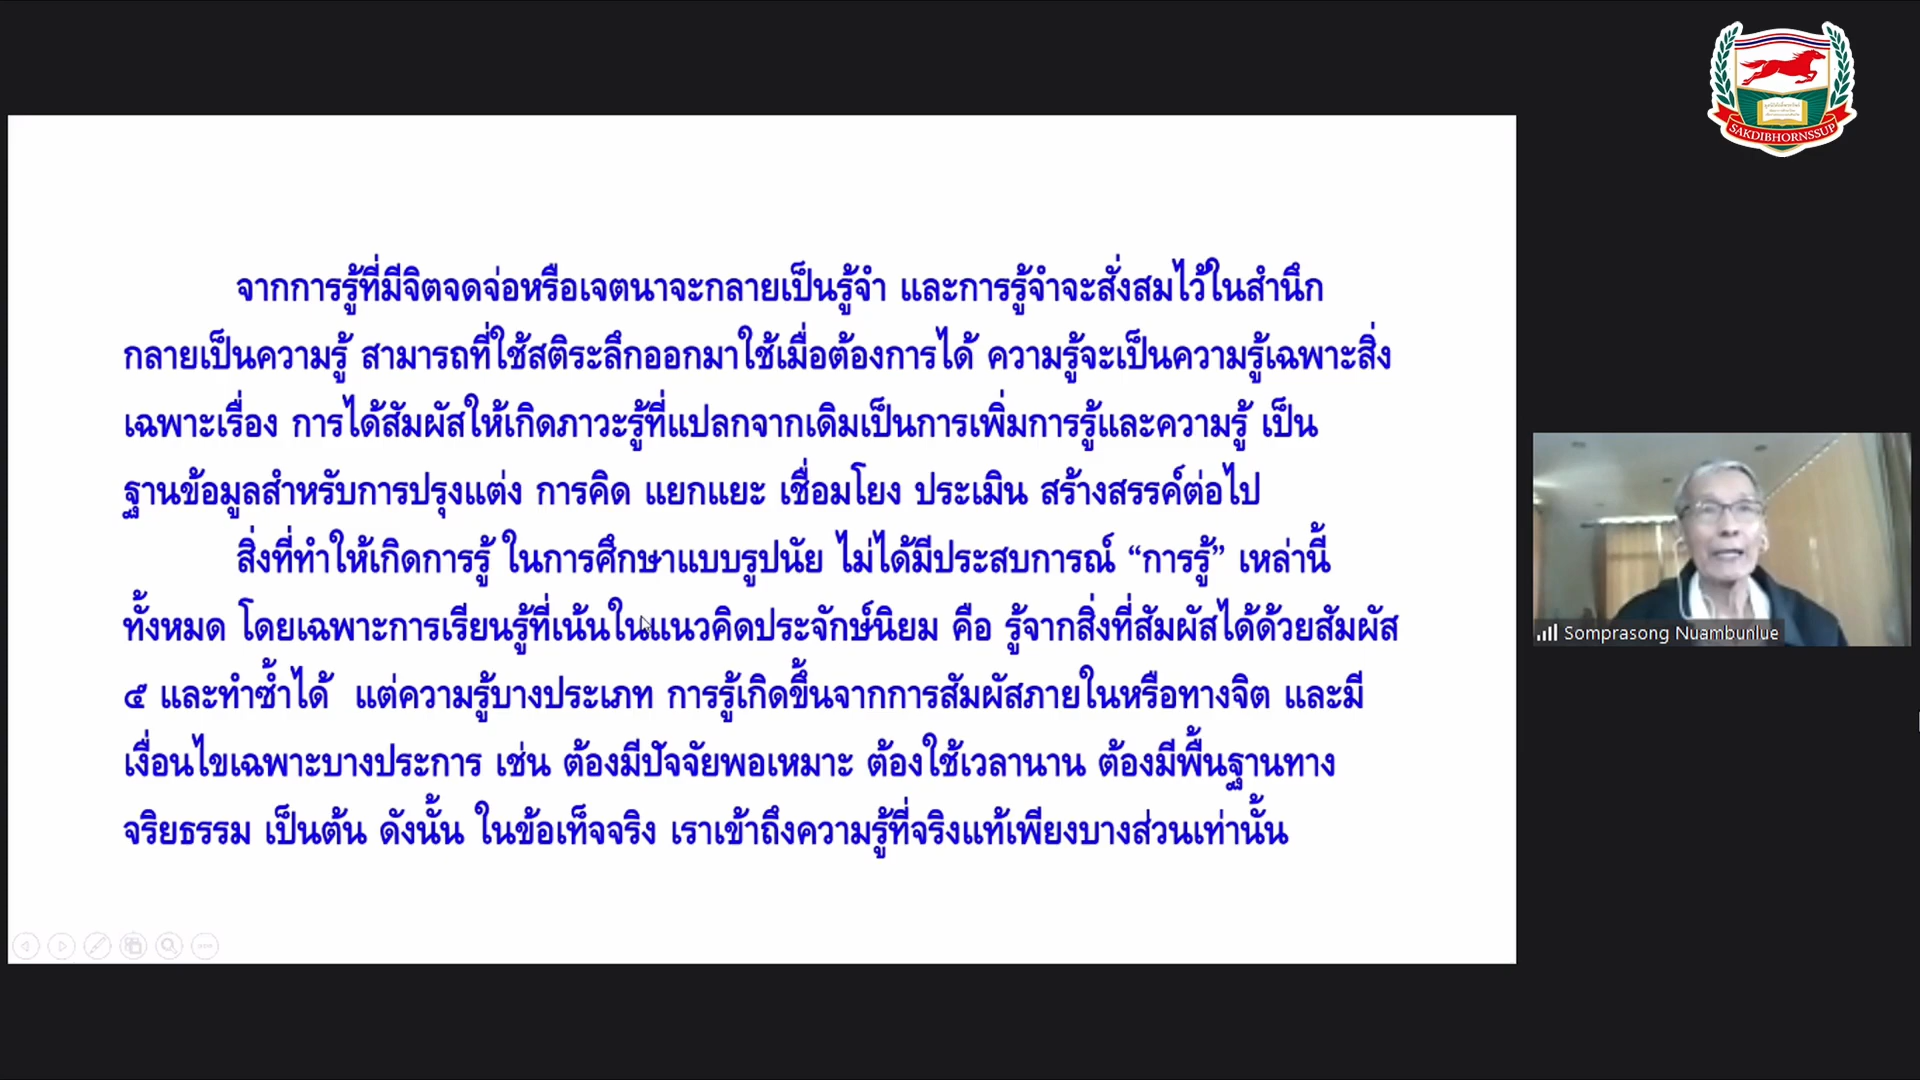 SAKDIBHORNSSUP
จากการรู้ที่มีจิตจดจ่อหรือเจตนาจะกลายเป็นรู้จำ และการรู้จำจะสั่งสมไว้ในสำนึก
กลายเป็นความรู้ สามารถที่ใช้สติระลึกออกมาใช้เมื่อต้องการได้ ความรู้จะเป็นความรู้เฉพาะสิ่ง
เฉพาะเรื่อง การได้สัมผัสให้เกิดภาวะรู้ที่แปลกจากเดิมเป็นการเพิ่มการรู้และความรู้ เป็น
ฐานข้อมูลสำหรับการปรุงแต่ง การคิด แยกแยะ เชื่อมโยง ประเมิน สร้างสรรค์ต่อไป
สิ่งที่ทำให้เกิดการรู้ ในการศึกษาแบบรูปนัย ไม่ได้มีประสบการณ์ “การรู้” เหล่านี้
ทั้งหมด โดยเฉพาะการเรียนรู้ที่เน้นในแนวคิดประจักษ์นิยม คือ รู้จากสิ่งที่สัมผัสได้ด้วยสัมผัส
๕ และทำซ้ำได้ แต่ความรู้บางประเภท การรู้เกิดขึ้นจากการสัมผัสภายในหรือทางจิต และมี
เงื่อนไขเฉพาะบางประการ เช่น ต้องมีปัจจัยพอเหมาะ ต้องใช้เวลานาน ต้องมีพื้นฐานทาง
จริยธรรม เป็นต้น ดังนั้น ในข้อเท็จจริง เราเข้าถึงความรู้ที่จริงแท้เพียงบางส่วนเท่านั้น
Somprasong Nuambunlue